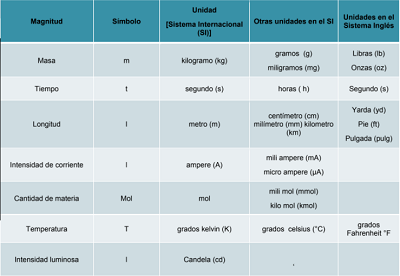 Magnitud
Símbolo
Unidad
[Sistema Internacional
(SI)]
Otras unidades en el SI
Unidades en el
Sistema Inglés
Masa
m
kilogramo (kg)
gramos (g)
miligramos (mg)
Libras (lb)
Onzas (oz)
Tiempo
t
segundo (s)
horas ( h)
Segundo (s)
Longitud
l
metro (m)
centímetro (cm)
milímetro (mm) kilometro
(km)
Yarda (yd)
Pie (ft)
Pulgada (pulg)
Intensidad de corriente
I
ampere (A)
mili ampere (mA)
micro ampere (µA)
Cantidad de materia
Mol
mol
mili mol (mmol)
kilo mol (kmol)
Temperatura
T
grados kelvin (K)
grados celsius (°C)
grados
Fahrenheit °F
Intensidad luminosa
I
Candela (cd)
,